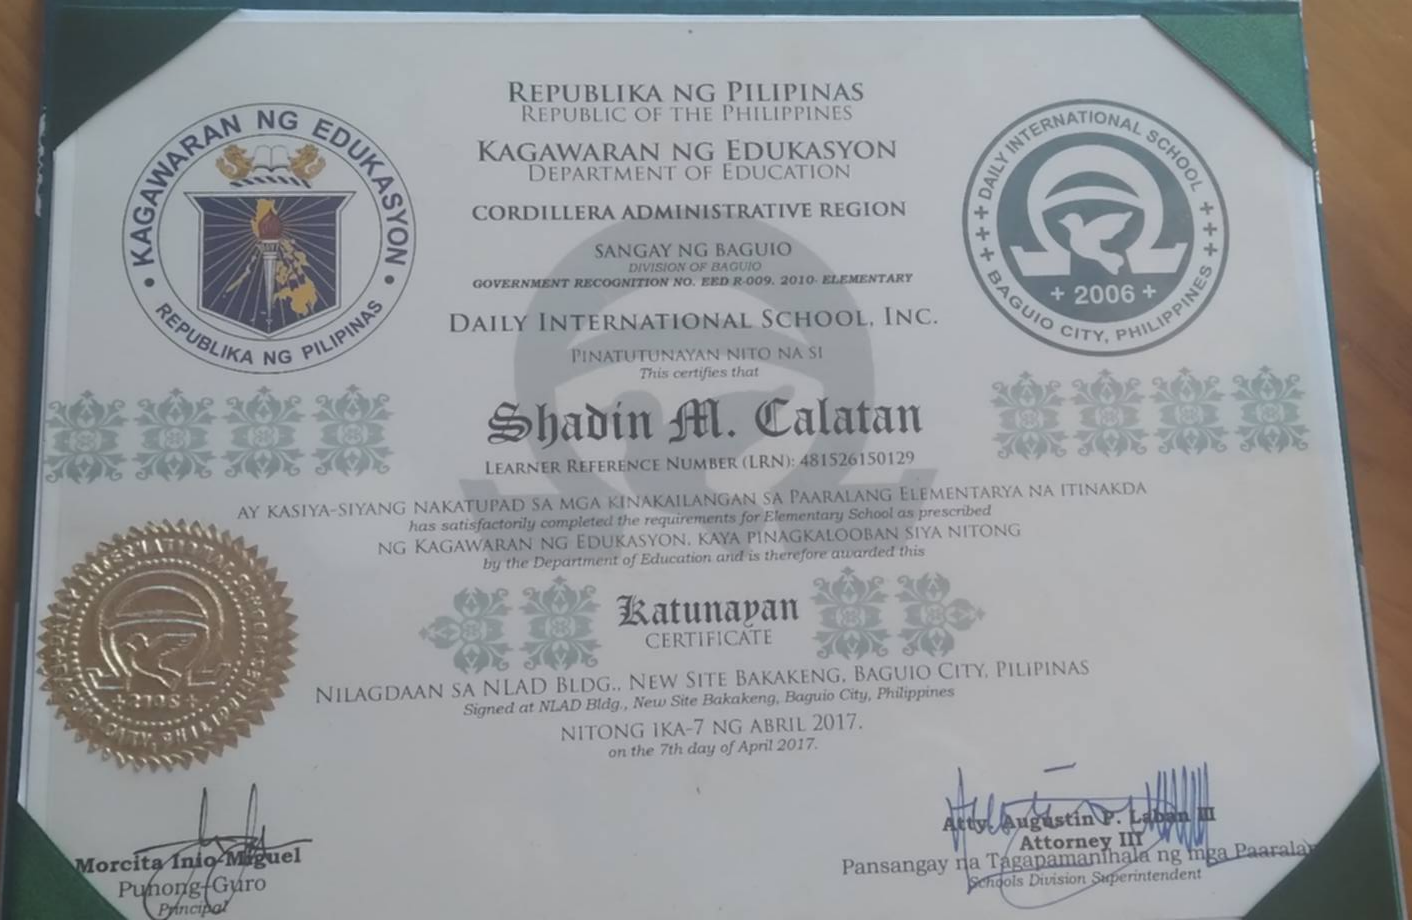 REPUBLIKA NG PILIPINAS
REPUBLIC OF THE PHILIPPINES
KAGAWARAN NG EDUKASYON
DEPARTMENT OF EDUCATION
CORDILLERA ADMINISTRATIVE REGION
SANGAY NG BAGUIO
DIVISION OF BAGUIO
GOVERNMENT RECOGNITION NO. EED R-009. 2010- ELEMENTARY
DAILY INTERNATIONAL SCHOOL, INC.
PINATUTUNAYAN NITO NA SI
This certifies that
Shadin M. Calatan
LEARNER REFERENCE NUMBER (LRN): 481526150129
AY KASIYA-SIYANG NAKATUPAD SA MGA KINAKAILANGAN SA PAARALANG ELEMENTARYA NA ITINAKDA
has satisfactorily completed the requirements for Elementary School as prescribed
NG KAGAWARAN NG EDUKASYON, KAYA PINAGKALOOBAN SIYA NITONG
by the Department of Education and is therefore awarded this
Katunayan
CERTIFICATE
NILAGDAAN SA NLAD BLDG., NEW SITE BAKAKENG, BAGUIO CITY, PILIPINAS
Signed at NLAD Bldg., New Site Bakakeng, Baguio City, Philippines
NITONG IKA-7 NG ABRIL 2017.
on the 7th day of April 2017.
Morcita Inio-Miguel
Punong-Guro
Principal
Atty. Augustin P. Laban III
Attorney III
Pansangay na Tagapamanihala ng mga Paaralan
Schools Division Superintendent
KAGAWARAN NG EDUKASYON
REPUBLIKA NG PILIPINAS
DAILY INTERNATIONAL SCHOOL
+ 2006 +
BAGUIO CITY, PHILIPPINES